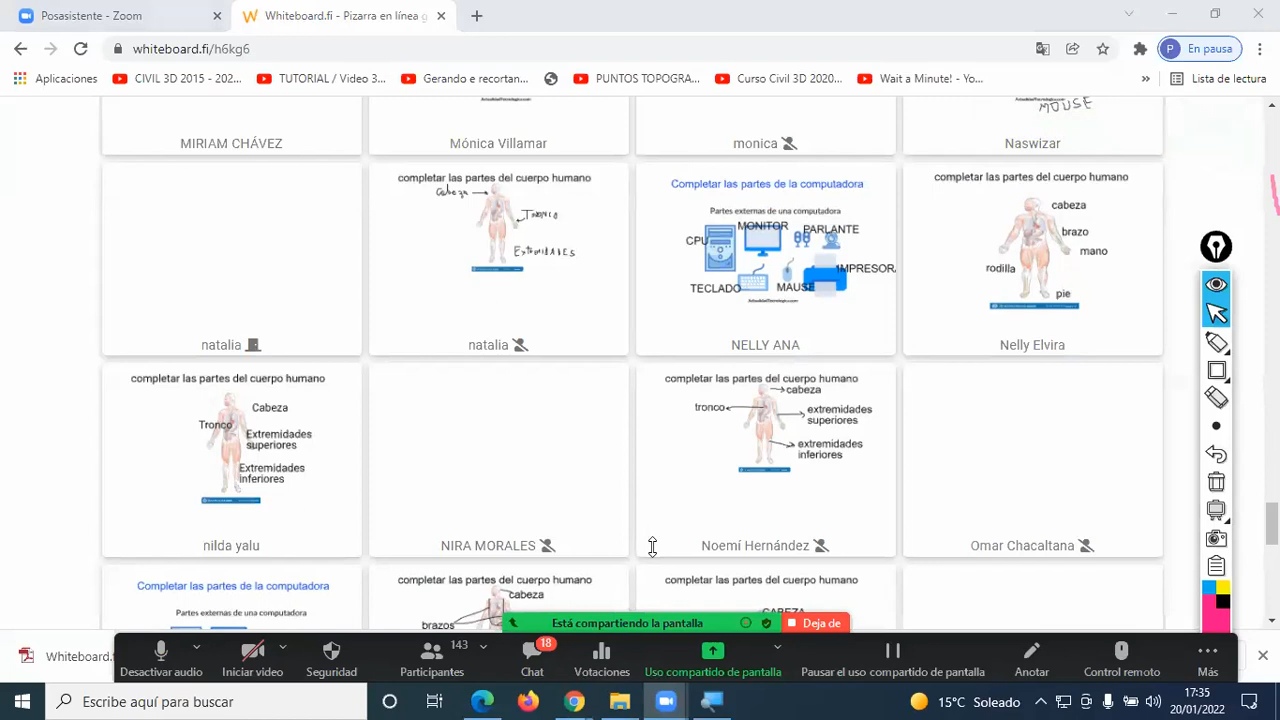 Posasistente - Zoom
Whiteboard.fi - Pizarra en línea g
whiteboard.fi/h6kg6
En pausa
Aplicaciones
CIVIL 3D 2015 - 202...
TUTORIAL / Video 3...
Gerando e recortan...
PUNTOS TOPOGRA...
Curso Civil 3D 2020...
Wait a Minute! - Yo...
»
Lista de lectura
MOUSE
MIRIAM CHÁVEZ
Mónica Villamar
monica
Naswizar
completar las partes del cuerpo humano
Cabeza
Tronco
Extremidades
natalia
natalia
Completar las partes de la computadora
Partes externas de una computadora
MONITOR
PARLANTE
CPU
IMPRESORA
TECLADO
MAUSE
ActualidadTecnologica.com
NELLY ANA
completar las partes del cuerpo humano
cabeza
brazo
mano
rodilla
pie
Nelly Elvira
completar las partes del cuerpo humano
Cabeza
Tronco
Extremidades
superiores
Extremidades
inferiores
nilda yalu
NIRA MORALES
completar las partes del cuerpo humano
cabeza
tronco
extremidades
superiores
extremidades
inferiores
Noemí Hernández
Omar Chacaltana
Completar las partes de la computadora
Partes externas de una computadora
completar las partes del cuerpo humano
cabeza
brazos
completar las partes del cuerpo humano
CABEZA
Está compartiendo la pantalla
Deja de
Whiteboard.f
Desactivar audio
Iniciar video
Seguridad
143
Participantes
18
Chat
Votaciones
Uso compartido de pantalla
Pausar el uso compartido de pantalla
Anotar
Control remoto
Más
Escribe aquí para buscar
15°C Soleado
17:35
20/01/2022